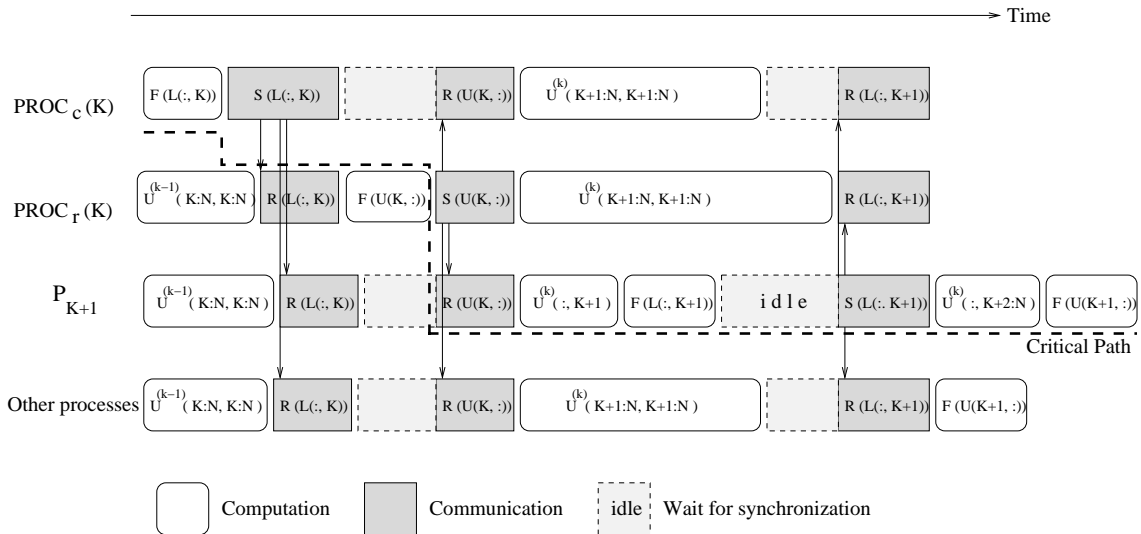 Time
PROC c (K)
F (L(:, K))
S (L(:, K))
R (U(K, :))
(k)
U ( K+1:N, K+1:N )
R (L(:, K+1))
PROC r (K)
(k-1)
U ( K:N, K:N )
R (L(:, K))
F (U(K, :))
S (U(K, :))
(k)
U ( K+1:N, K+1:N )
R (L(:, K+1))
P K+1
(k-1)
U ( K:N, K:N )
R (L(:, K))
R (U(K, :))
(k)
U ( :, K+1 )
F (L(:, K+1))
i d l e
S (L(:. K+1))
(k)
U ( :, K+2:N )
F (U(K+1, :))
Critical Path
Other processes
(k-1)
U ( K:N, K:N )
R (L(:, K))
R (U(K, :))
(k)
U ( K+1:N, K+1:N )
R (L(:, K+1))
F (U(K+1, :))
Computation
Communication
idle
Wait for synchronization